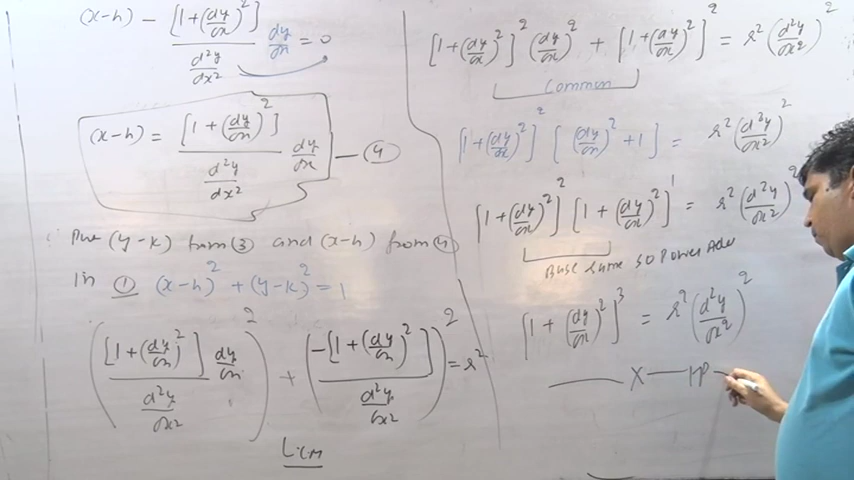 (x-h) - [1+(dy/dx)²] / d²y/dx² dy/dx = 0
(x-h) = [1+(dy/dx)²] / d²y/dx² dy/dx — (4)
Put (y-k) from (3) and (x-h) from (4)
in (1) (x-h)² + (y-k)² = 1
([1+(dy/dx)²] dy/dx / d²y/dx²)² + (-[1+(dy/dx)²] / d²y/dx²)² = r²
Lcm
[1+(dy/dx)²]² (dy/dx)² + [1+(dy/dx)²]² = r² (d²y/dx²)²
Common
[1+(dy/dx)²]² [(dy/dx)² + 1] = r² (d²y/dx²)²
[1+(dy/dx)²]² [1+(dy/dx)²]¹ = r² (d²y/dx²)²
Base same so Power Add
[1+(dy/dx)²]³ = r² (d²y/dx²)²
— X — HP —